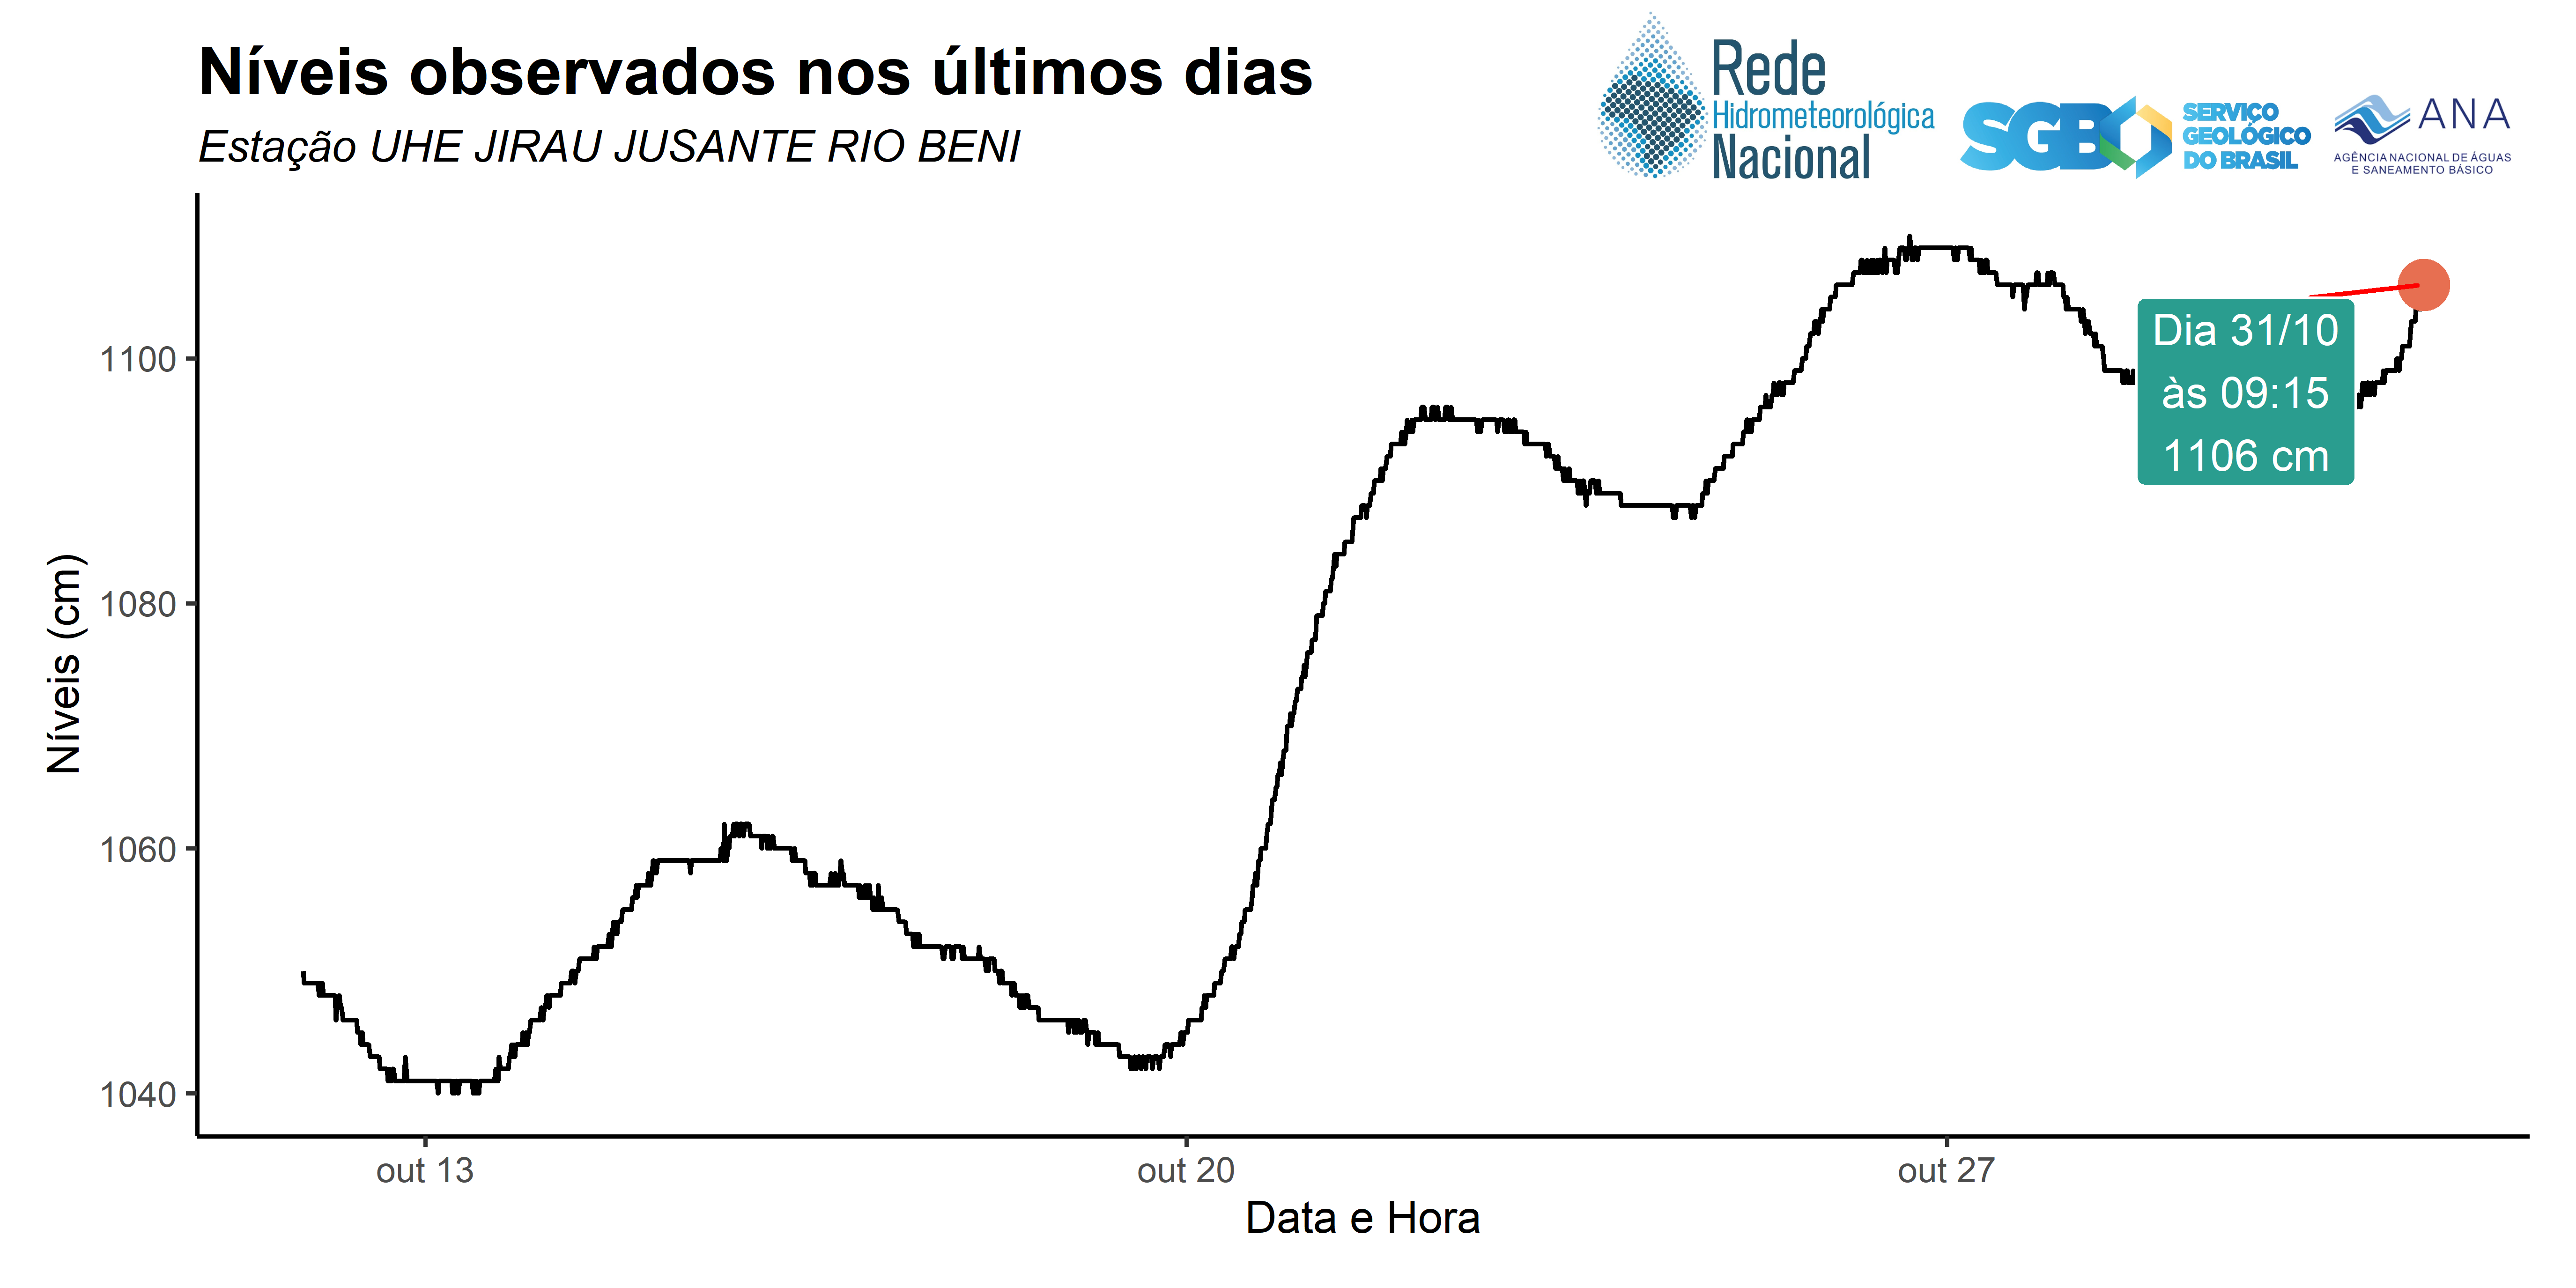 Níveis observados nos últimos dias
Estação UHE JIRAU JUSANTE RIO BENI
Rede
Hidrometeorológica
Nacional
SGB
SERVIÇO
GEOLÓGICO
DO BRASIL
ANA
AGÊNCIA NACIONAL DE ÁGUAS
E SANEAMENTO BÁSICO
Níveis (cm)
1100
1080
1060
1040
Dia 31/10
às 09:15
1106 cm
out 13
out 20
out 27
Data e Hora